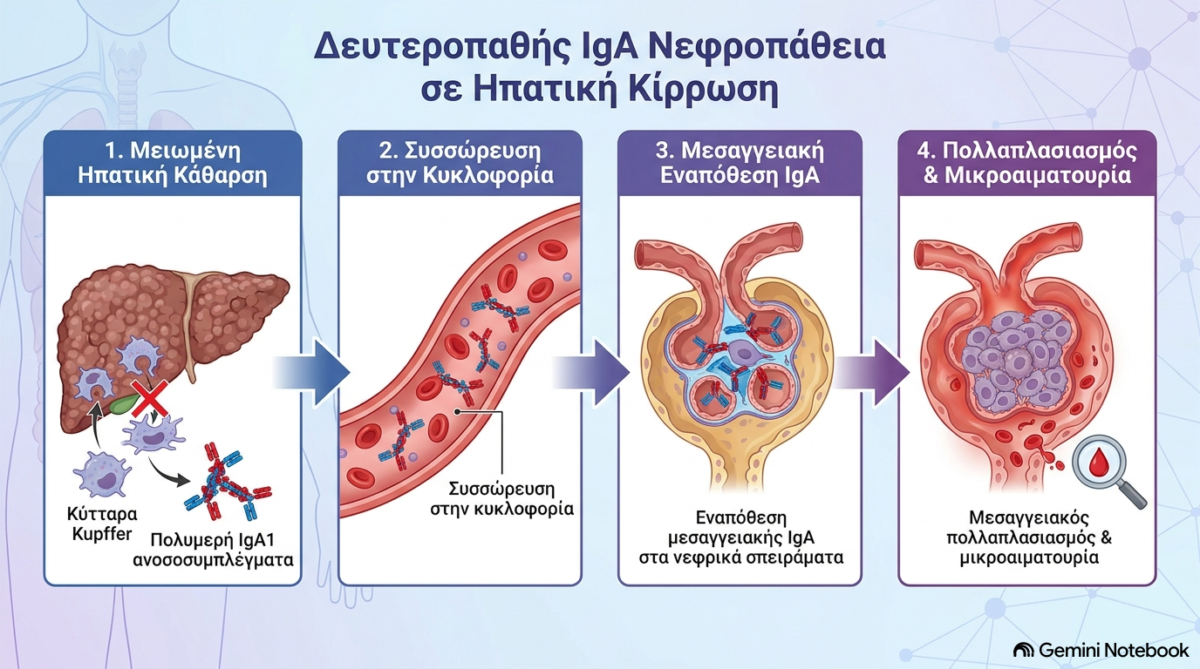 Δευτεροπαθής IgA Νεφροπάθεια
σε Ηπατική Κίρρωση
1. Μειωμένη
Ηπατική Κάθαρση
Κύτταρα
Kupffer
Πολυμερή IgA1
ανοσοσυμπλέγματα
2. Συσσώρευση
στην Κυκλοφορία
Συσσώρευση
στην κυκλοφορία
3. Μεσαγγειακή
Εναπόθεση IgA
Εναπόθεση
μεσαγγειακής IgA
στα νεφρικά σπειράματα
4. Πολλαπλασιασμός
& Μικροαιματουρία
Μεσαγγειακός
πολλαπλασιασμός &
μικροαιματουρία
Gemini Notebook